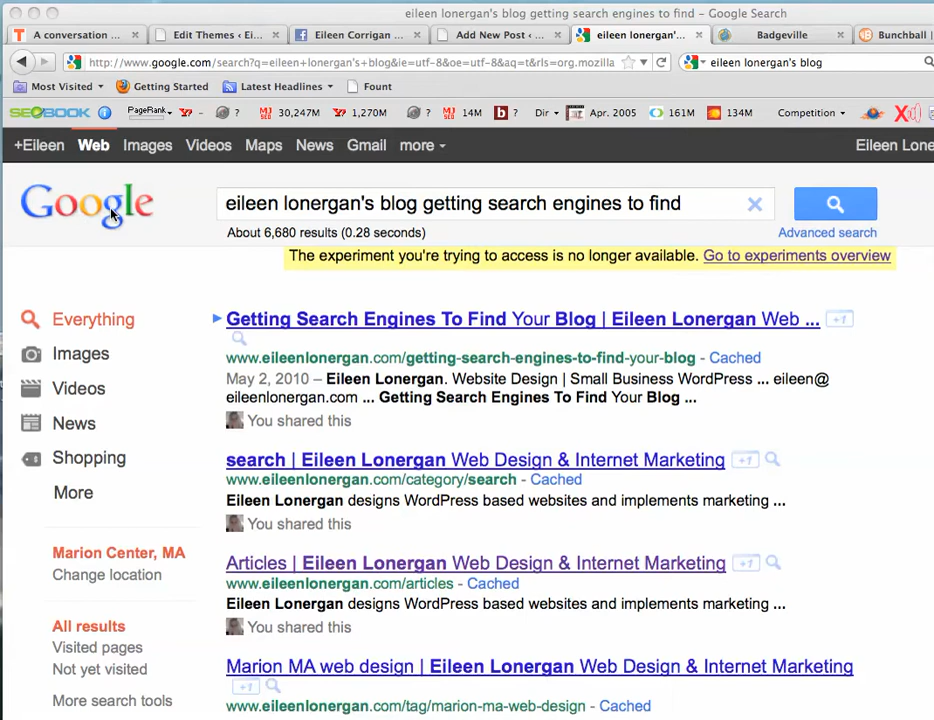 eileen lonergan's blog getting search engines to find – Google Search
A conversation ... × Edit Themes ‹ Ei... × Eileen Corrigan ... × Add New Post ‹ ... × eileen lonergan'... × Badgeville × Bunchball
http://www.google.com/search?q=eileen+lonergan's+blog&ie=utf-8&oe=utf-8&aq=t&rls=org.mozilla eileen lonergan's blog
Most Visited Getting Started Latest Headlines Fount
SEOBOOK PageRank ? 30,247M 1,270M ? 14M b ? Dir Apr. 2005 161M 134M Competition
+Eileen Web Images Videos Maps News Gmail more Eileen Lone
Google eileen lonergan's blog getting search engines to find
About 6,680 results (0.28 seconds) Advanced search
The experiment you're trying to access is no longer available. Go to experiments overview
Everything
Images
Videos
News
Shopping
More
Marion Center, MA
Change location
All results
Visited pages
Not yet visited
More search tools
Getting Search Engines To Find Your Blog | Eileen Lonergan Web ... +1
www.eileenlonergan.com/getting-search-engines-to-find-your-blog - Cached
May 2, 2010 – Eileen Lonergan. Website Design | Small Business WordPress ... eileen@
eileenlonergan.com ... Getting Search Engines To Find Your Blog ...
You shared this
search | Eileen Lonergan Web Design & Internet Marketing +1
www.eileenlonergan.com/category/search - Cached
Eileen Lonergan designs WordPress based websites and implements marketing ...
You shared this
Articles | Eileen Lonergan Web Design & Internet Marketing +1
www.eileenlonergan.com/articles - Cached
Eileen Lonergan designs WordPress based websites and implements marketing ...
You shared this
Marion MA web design | Eileen Lonergan Web Design & Internet Marketing
+1
www.eileenlonergan.com/tag/marion-ma-web-design - Cached